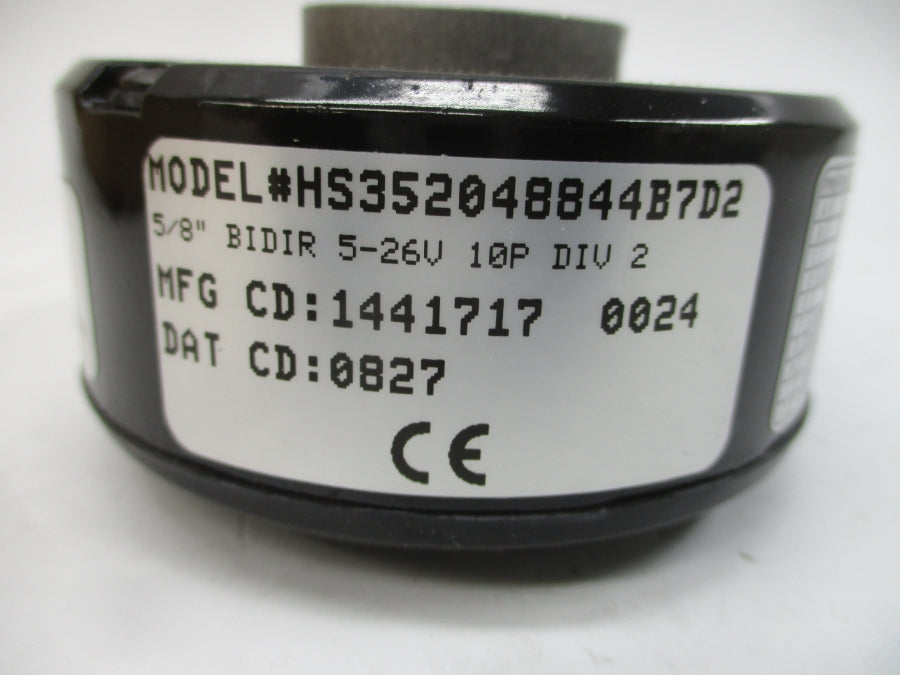 MODEL#HS352048844B7D2
5/8" BIDIR 5-26V 10P DIV 2
MFG CD:1441717 0024
DAT CD:0827
CE